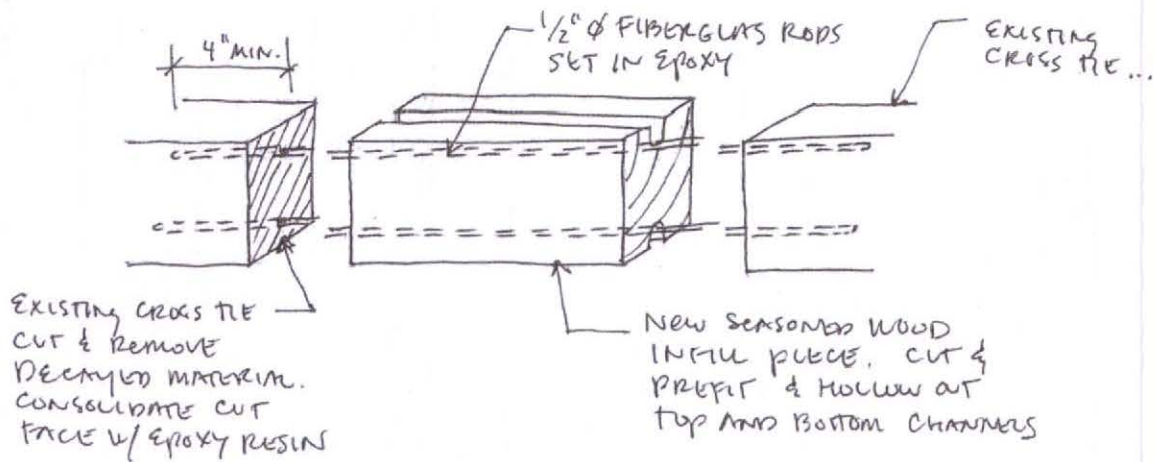 4" MIN.
1/2" Ø FIBERGLAS RODS
SET IN EPOXY
EXISTING
CROSS TIE...
EXISTING CROSS TIE
CUT & REMOVE
DECAYED MATERIAL.
CONSOLIDATE CUT
FACE W/ EPOXY RESIN
NEW SEASONED WOOD
INFILL PIECE. CUT &
PREFIT & HOLLOW OUT
TOP AND BOTTOM CHANNELS